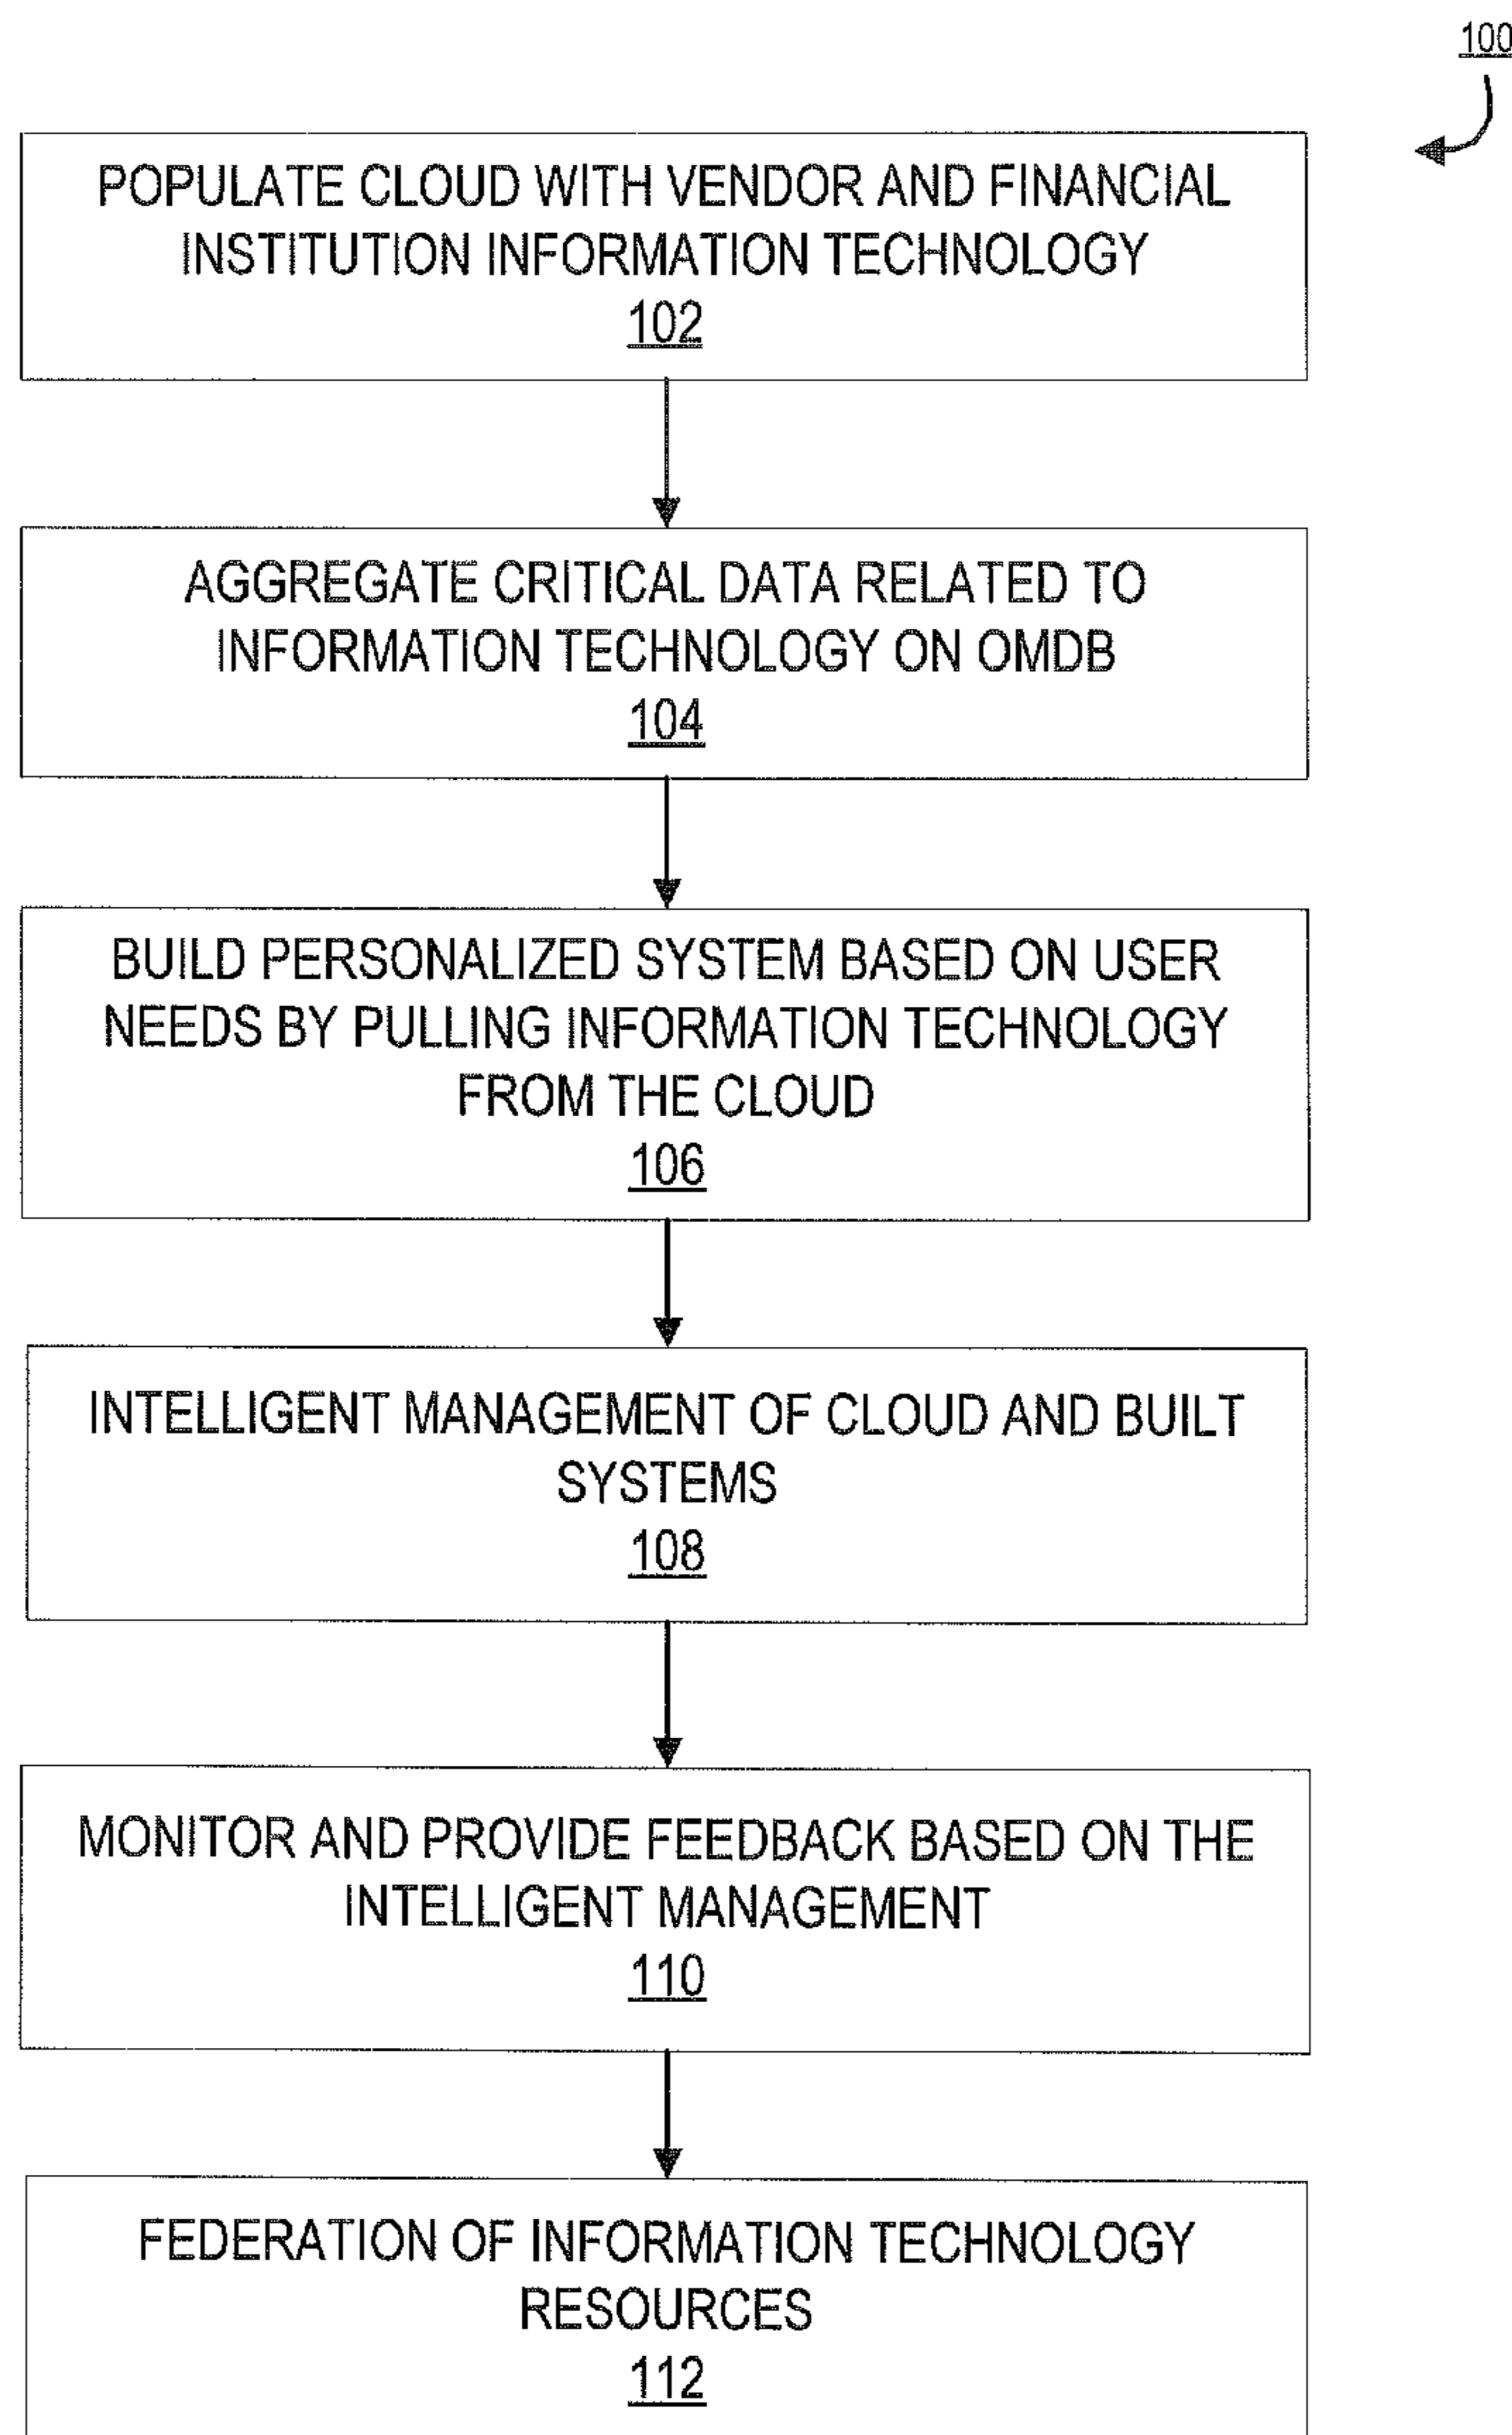 100
POPULATE CLOUD WITH VENDOR AND FINANCIAL
INSTITUTION INFORMATION TECHNOLOGY
102
AGGREGATE CRITICAL DATA RELATED TO
INFORMATION TECHNOLOGY ON OMDB
104
BUILD PERSONALIZED SYSTEM BASED ON USER
NEEDS BY PULLING INFORMATION TECHNOLOGY
FROM THE CLOUD
106
INTELLIGENT MANAGEMENT OF CLOUD AND BUILT
SYSTEMS
108
MONITOR AND PROVIDE FEEDBACK BASED ON THE
INTELLIGENT MANAGEMENT
110
FEDERATION OF INFORMATION TECHNOLOGY
RESOURCES
112